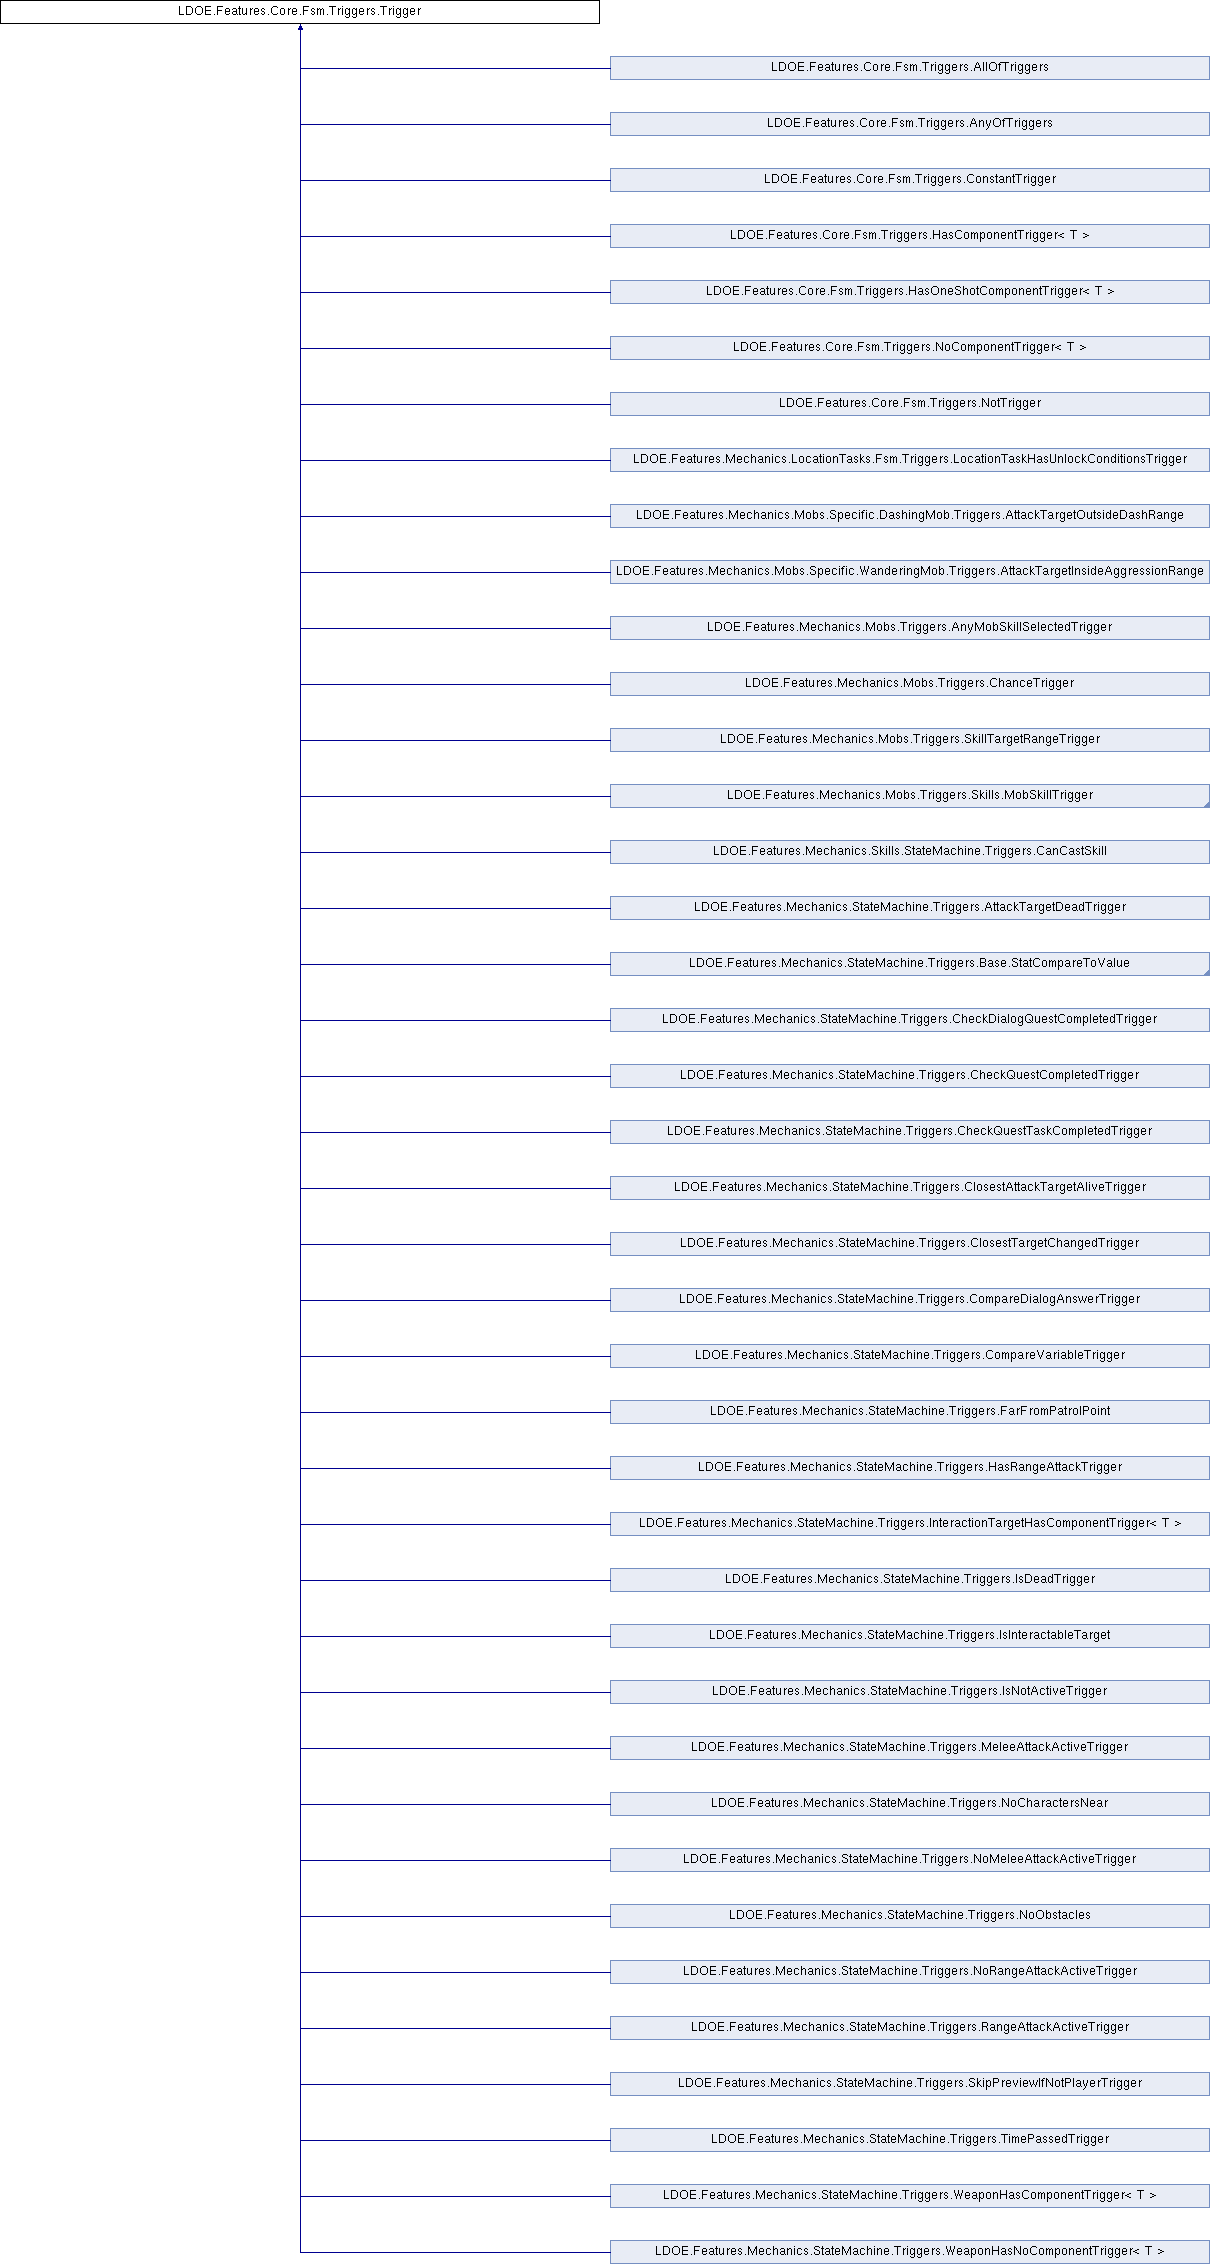 LDOE.Features.Core.Fsm.Triggers.Trigger
LDOE.Features.Core.Fsm.Triggers.AllOfTriggers
LDOE.Features.Core.Fsm.Triggers.AnyOfTriggers
LDOE.Features.Core.Fsm.Triggers.ConstantTrigger
LDOE.Features.Core.Fsm.Triggers.HasComponentTrigger< T >
LDOE.Features.Core.Fsm.Triggers.HasOneShotComponentTrigger< T >
LDOE.Features.Core.Fsm.Triggers.NoComponentTrigger< T >
LDOE.Features.Core.Fsm.Triggers.NotTrigger
LDOE.Features.Mechanics.LocationTasks.Fsm.Triggers.LocationTaskHasUnlockConditionsTrigger
LDOE.Features.Mechanics.Mobs.Specific.DashingMob.Triggers.AttackTargetOutsideDashRange
LDOE.Features.Mechanics.Mobs.Specific.WanderingMob.Triggers.AttackTargetInsideAggressionRange
LDOE.Features.Mechanics.Mobs.Triggers.AnyMobSkillSelectedTrigger
LDOE.Features.Mechanics.Mobs.Triggers.ChanceTrigger
LDOE.Features.Mechanics.Mobs.Triggers.SkillTargetRangeTrigger
LDOE.Features.Mechanics.Mobs.Triggers.Skills.MobSkillTrigger
LDOE.Features.Mechanics.Skills.StateMachine.Triggers.CanCastSkill
LDOE.Features.Mechanics.StateMachine.Triggers.AttackTargetDeadTrigger
LDOE.Features.Mechanics.StateMachine.Triggers.Base.StatCompareToValue
LDOE.Features.Mechanics.StateMachine.Triggers.CheckDialogQuestCompletedTrigger
LDOE.Features.Mechanics.StateMachine.Triggers.CheckQuestCompletedTrigger
LDOE.Features.Mechanics.StateMachine.Triggers.CheckQuestTaskCompletedTrigger
LDOE.Features.Mechanics.StateMachine.Triggers.ClosestAttackTargetAliveTrigger
LDOE.Features.Mechanics.StateMachine.Triggers.ClosestTargetChangedTrigger
LDOE.Features.Mechanics.StateMachine.Triggers.CompareDialogAnswerTrigger
LDOE.Features.Mechanics.StateMachine.Triggers.CompareVariableTrigger
LDOE.Features.Mechanics.StateMachine.Triggers.FarFromPatrolPoint
LDOE.Features.Mechanics.StateMachine.Triggers.HasRangeAttackTrigger
LDOE.Features.Mechanics.StateMachine.Triggers.InteractionTargetHasComponentTrigger< T >
LDOE.Features.Mechanics.StateMachine.Triggers.IsDeadTrigger
LDOE.Features.Mechanics.StateMachine.Triggers.IsInteractableTarget
LDOE.Features.Mechanics.StateMachine.Triggers.IsNotActiveTrigger
LDOE.Features.Mechanics.StateMachine.Triggers.MeleeAttackActiveTrigger
LDOE.Features.Mechanics.StateMachine.Triggers.NoCharactersNear
LDOE.Features.Mechanics.StateMachine.Triggers.NoMeleeAttackActiveTrigger
LDOE.Features.Mechanics.StateMachine.Triggers.NoObstacles
LDOE.Features.Mechanics.StateMachine.Triggers.NoRangeAttackActiveTrigger
LDOE.Features.Mechanics.StateMachine.Triggers.RangeAttackActiveTrigger
LDOE.Features.Mechanics.StateMachine.Triggers.SkipPreviewIfNotPlayerTrigger
LDOE.Features.Mechanics.StateMachine.Triggers.TimePassedTrigger
LDOE.Features.Mechanics.StateMachine.Triggers.WeaponHasComponentTrigger< T >
LDOE.Features.Mechanics.StateMachine.Triggers.WeaponHasNoComponentTrigger< T >